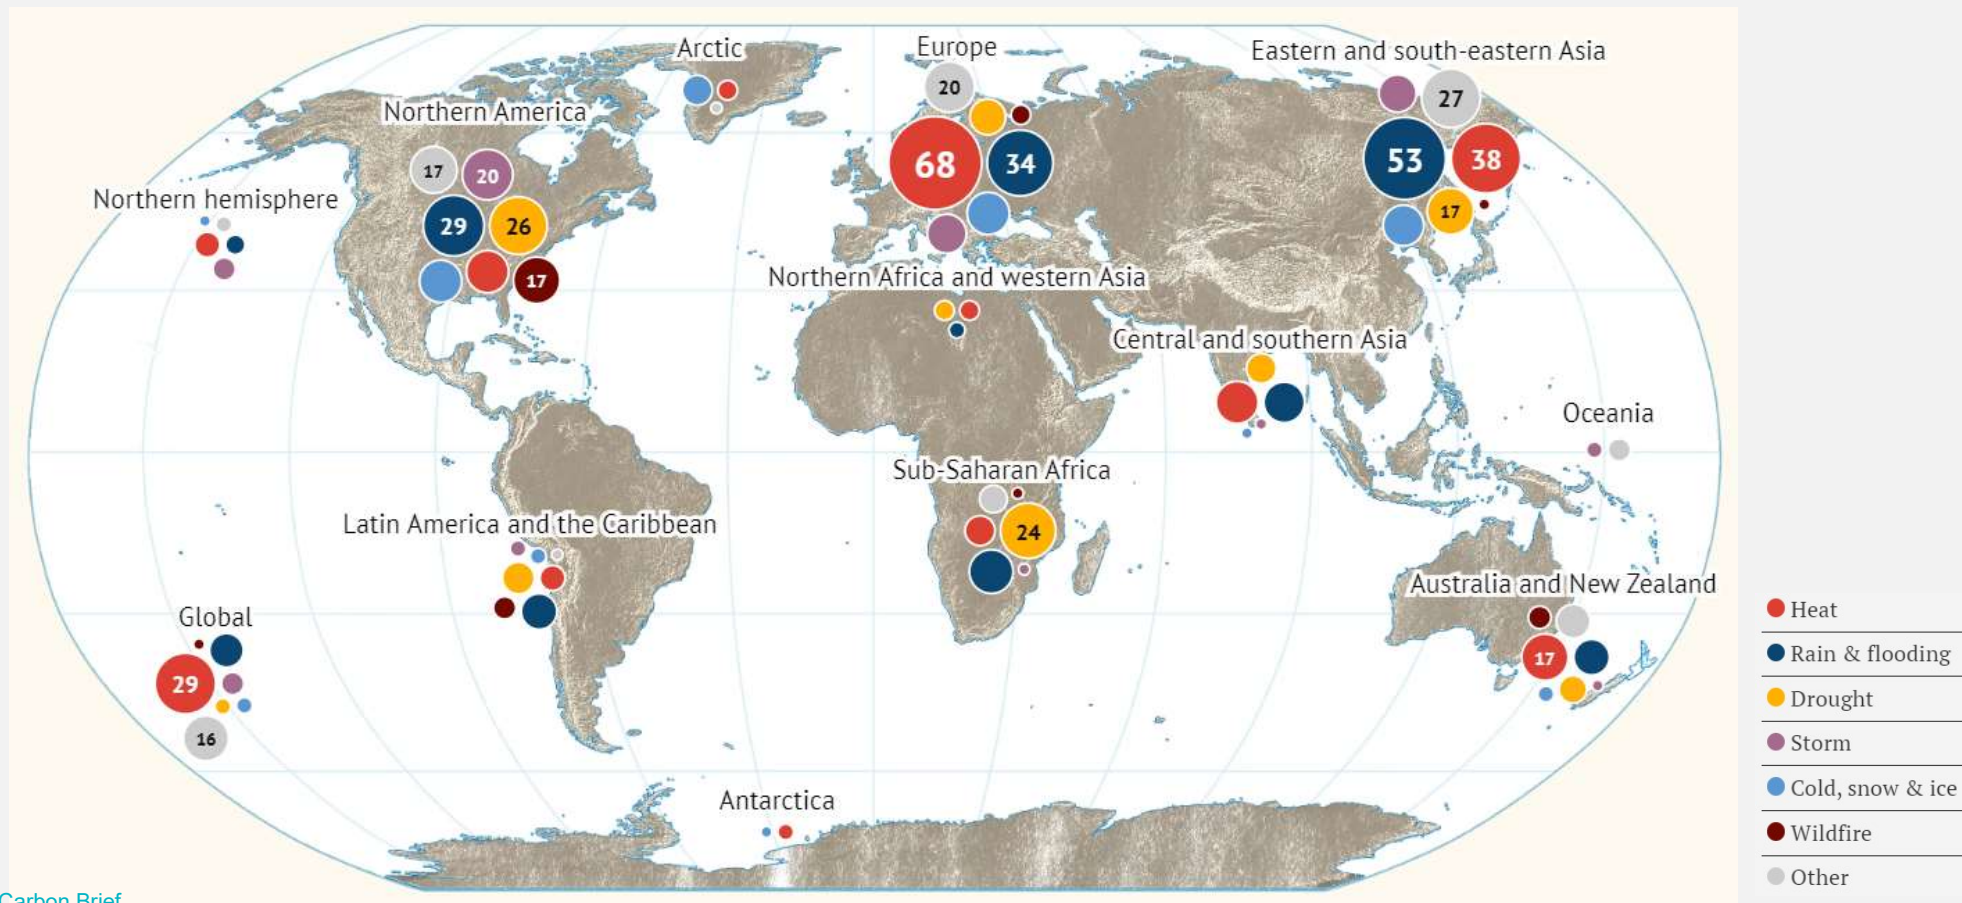 Arctic
Europe
20
Eastern and south-eastern Asia
27
Northern America
17
20
68
34
53
38
Northern hemisphere
29
26
17
17
Northern Africa and western Asia
Central and southern Asia
Oceania
Sub-Saharan Africa
24
Latin America and the Caribbean
Australia and New Zealand
17
Global
29
16
Antarctica
Heat
Rain & flooding
Drought
Storm
Cold, snow & ice
Wildfire
Other
Carbon Brief